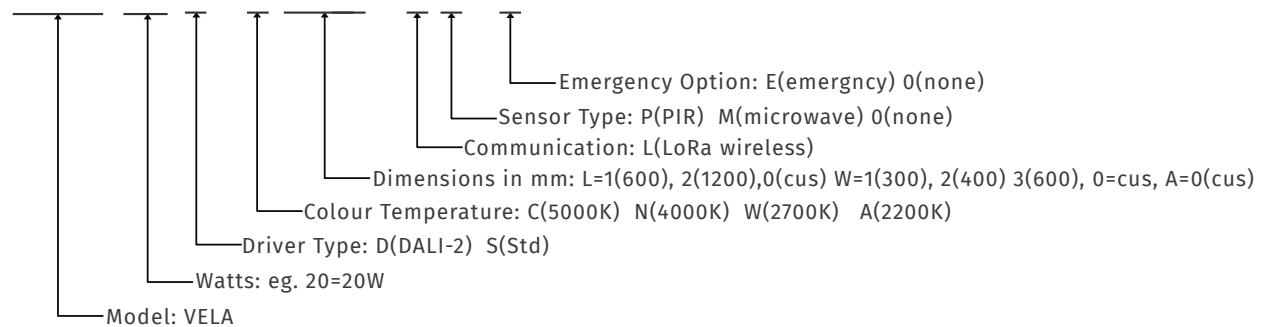 Emergency Option: E(emergncy) 0(none)
Sensor Type: P(PIR) M(microwave) 0(none)
Communication: L(LoRa wireless)
Dimensions in mm: L=1(600), 2(1200),0(cus) W=1(300), 2(400) 3(600), 0=cus, A=0(cus)
Colour Temperature: C(5000K) N(4000K) W(2700K) A(2200K)
Driver Type: D(DALI-2) S(Std)
Watts: eg. 20=20W
Model: VELA